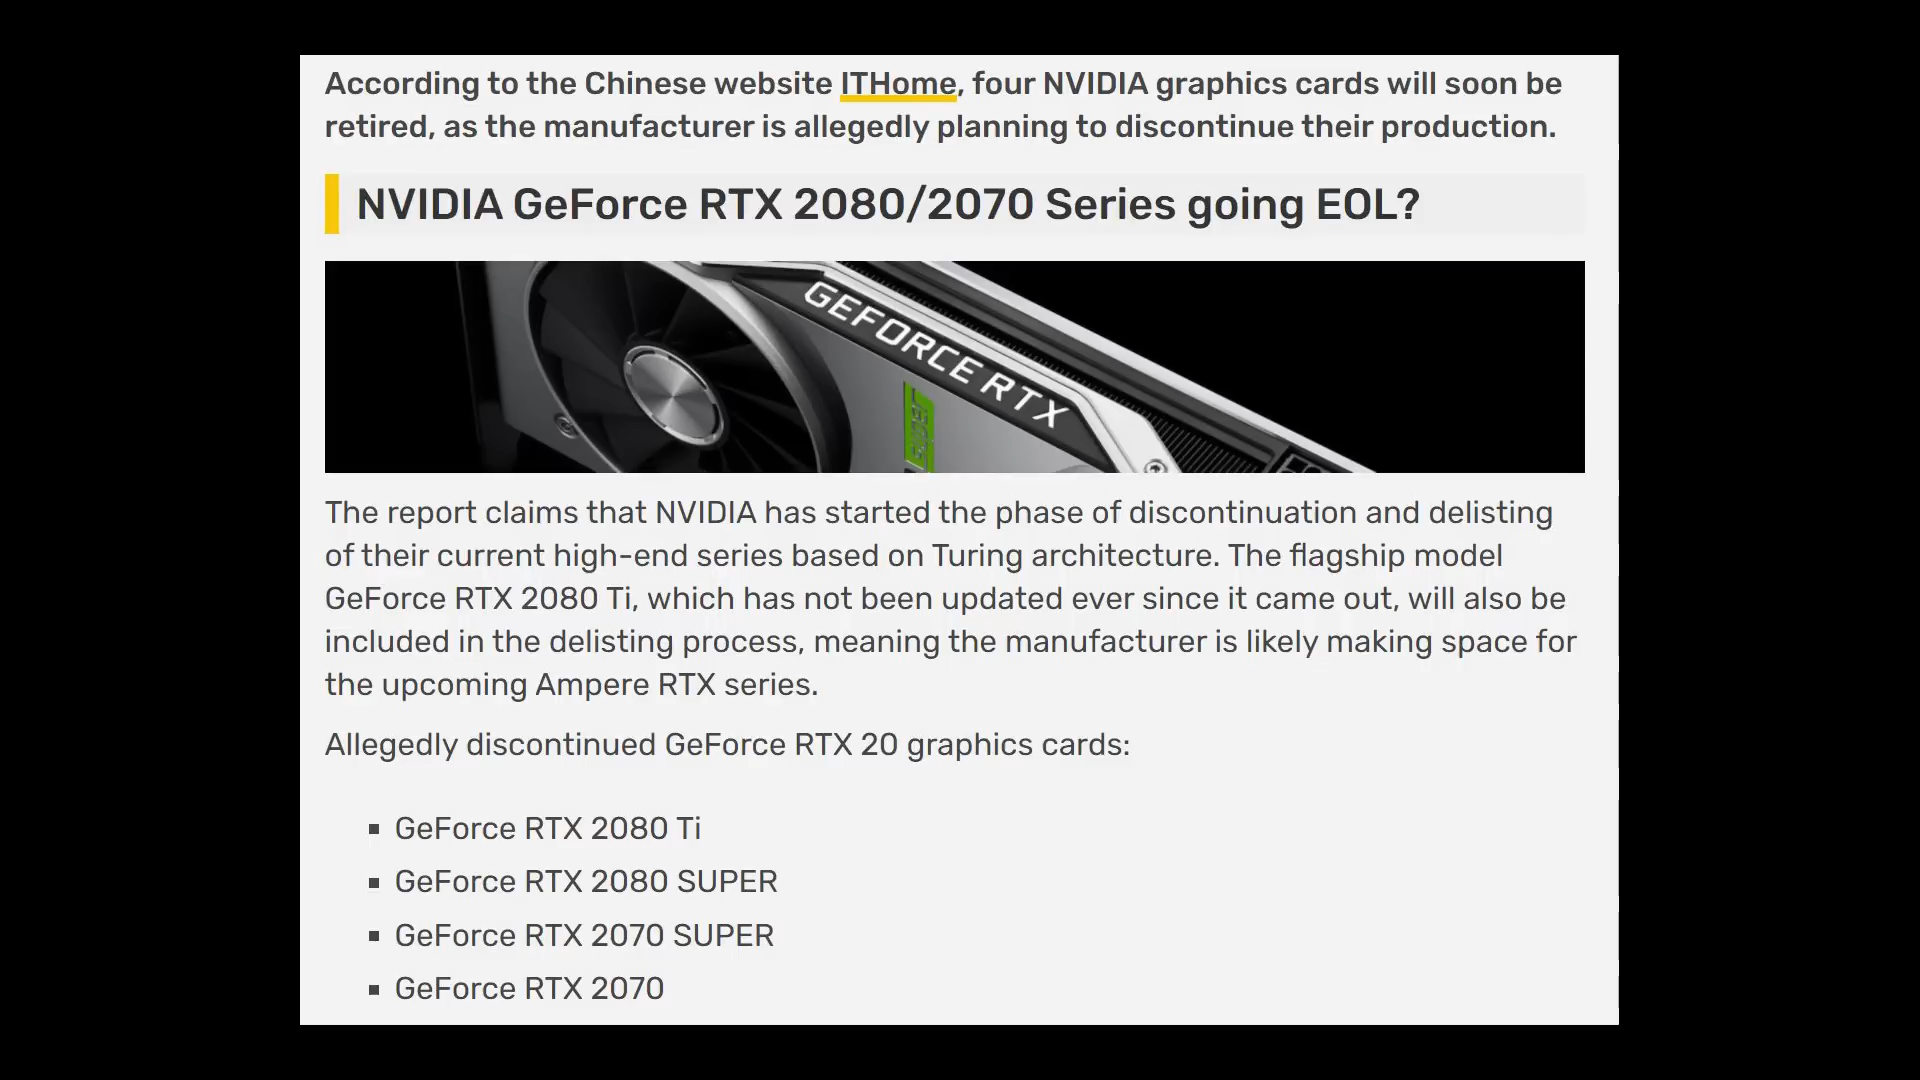 According to the Chinese website ITHome, four NVIDIA graphics cards will soon be
retired, as the manufacturer is allegedly planning to discontinue their production.
NVIDIA GeForce RTX 2080/2070 Series going EOL?
GEFORCE RTX
The report claims that NVIDIA has started the phase of discontinuation and delisting
of their current high-end series based on Turing architecture. The flagship model
GeForce RTX 2080 Ti, which has not been updated ever since it came out, will also be
included in the delisting process, meaning the manufacturer is likely making space for
the upcoming Ampere RTX series.
Allegedly discontinued GeForce RTX 20 graphics cards:
▪ GeForce RTX 2080 Ti
▪ GeForce RTX 2080 SUPER
▪ GeForce RTX 2070 SUPER
▪ GeForce RTX 2070